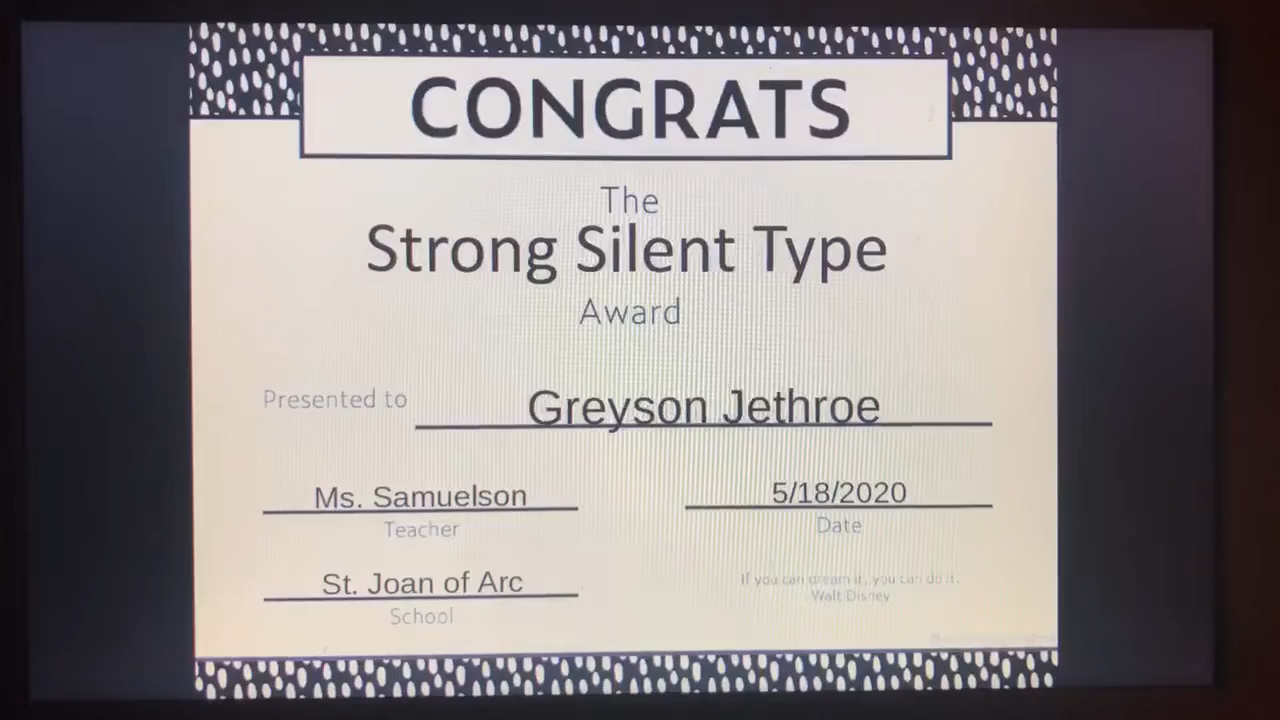 CONGRATS
The
Strong Silent Type
Award
Presented to Greyson Jethroe
Ms. Samuelson 5/18/2020
Teacher Date
St. Joan of Arc
School
If you can dream it, you can do it.
Walt Disney